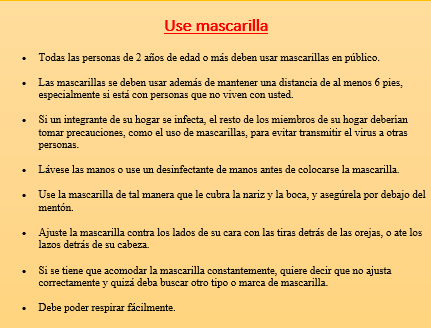 Use mascarilla
• Todas las personas de 2 años de edad o más deben usar mascarillas en público.
• Las mascarillas se deben usar además de mantener una distancia de al menos 6 pies,
especialmente si está con personas que no viven con usted.
• Si un integrante de su hogar se infecta, el resto de los miembros de su hogar deberían
tomar precauciones, como el uso de mascarillas, para evitar transmitir el virus a otras
personas.
• Lávese las manos o use un desinfectante de manos antes de colocarse la mascarilla.
• Use la mascarilla de tal manera que le cubra la nariz y la boca, y asegúrela por debajo del
mentón.
• Ajuste la mascarilla contra los lados de su cara con las tiras detrás de las orejas, o ate los
lazos detrás de su cabeza.
• Si se tiene que acomodar la mascarilla constantemente, quiere decir que no ajusta
correctamente y quizá deba buscar otro tipo o marca de mascarilla.
• Debe poder respirar fácilmente.